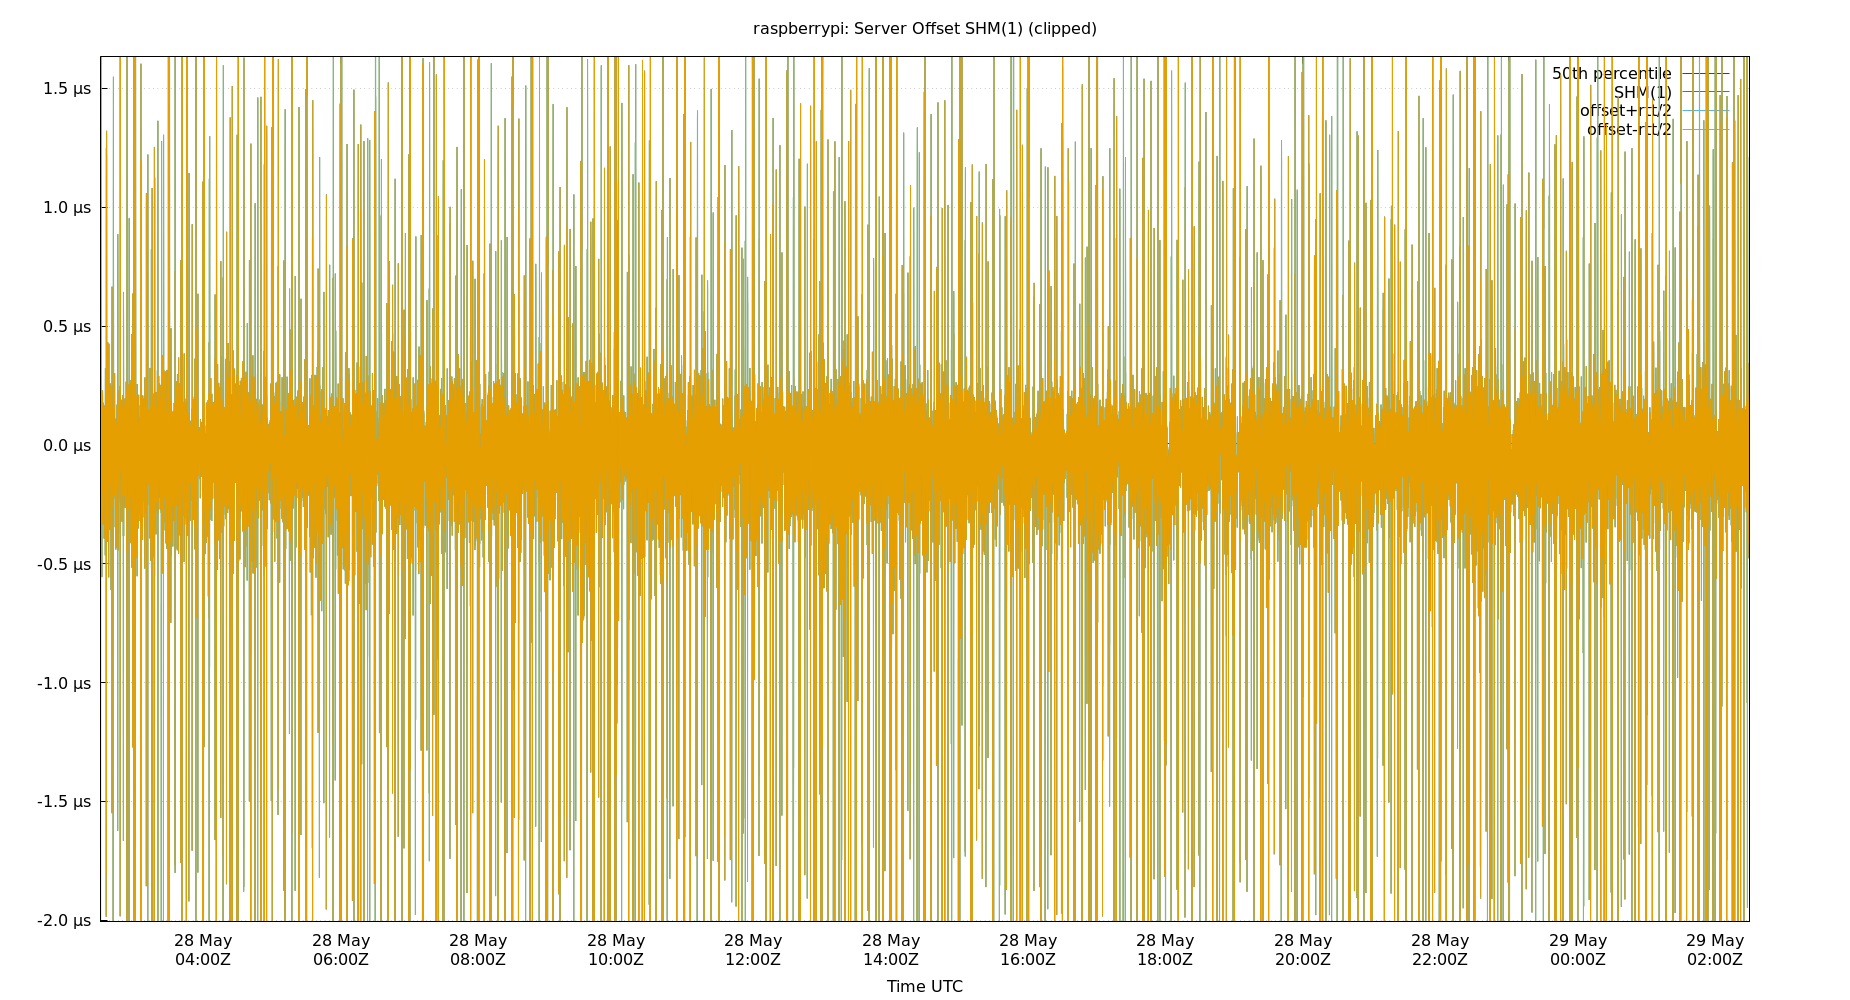 raspberrypi: Server Offset SHM(1) (clipped)
50th percentile
SHM(1)
offset+rtt/2
offset-rtt/2
1.5 µs
1.0 µs
0.5 µs
0.0 µs
-0.5 µs
-1.0 µs
-1.5 µs
-2.0 µs
28 May 28 May 28 May 28 May 28 May 28 May 28 May 28 May 28 May 28 May 29 May 29 May
04:00Z 06:00Z 08:00Z 10:00Z 12:00Z 14:00Z 16:00Z 18:00Z 20:00Z 22:00Z 00:00Z 02:00Z
Time UTC